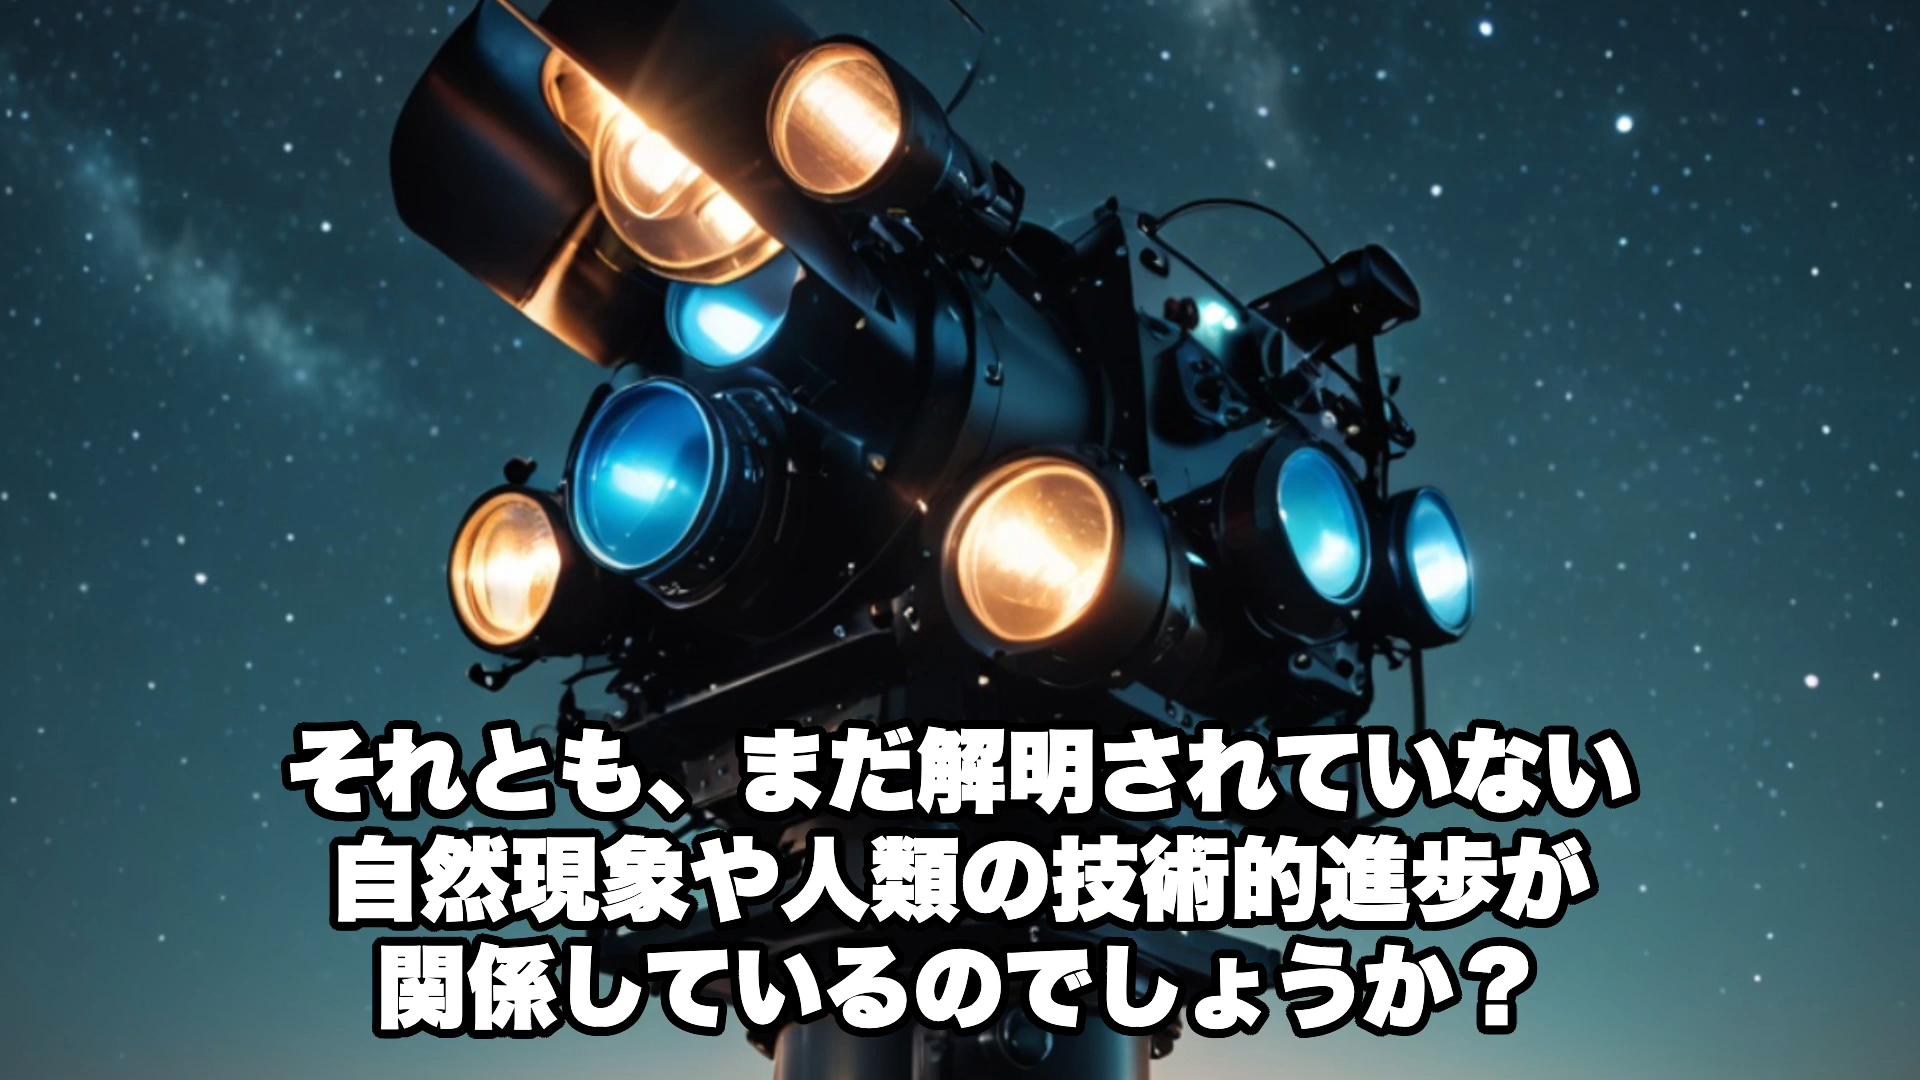 それとも、まだ解明されていない
自然現象や人類の技術的進歩が
関係しているのでしょうか？